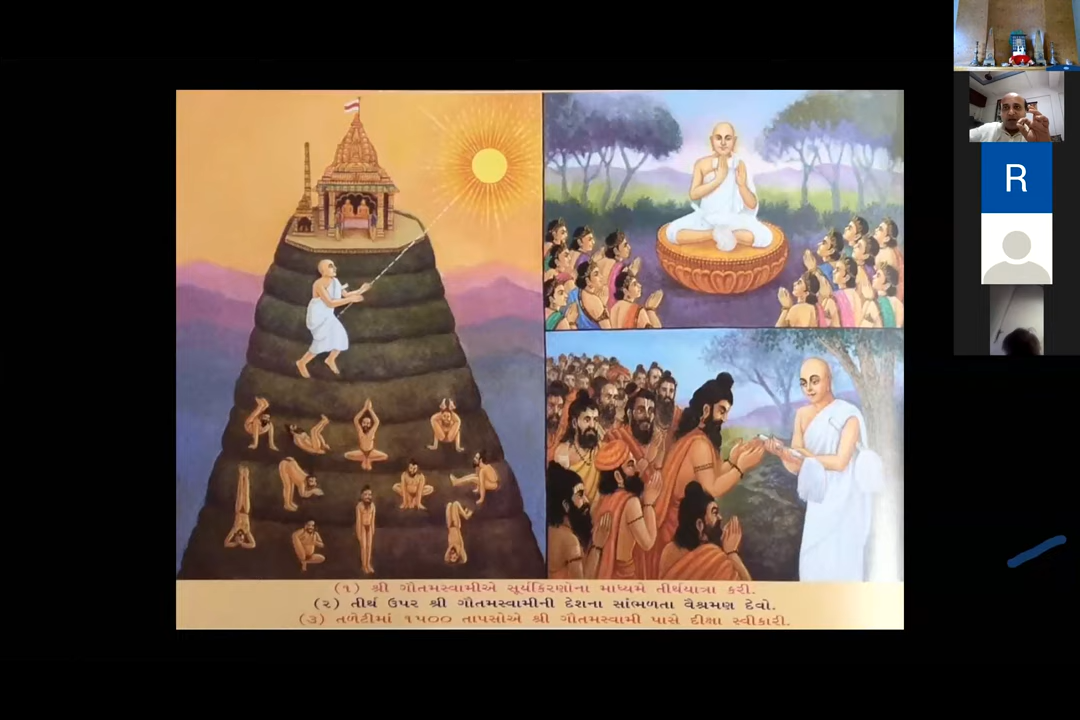 (૧) શ્રી ગૌતમસ્વામીએ સૂર્યકિરણોના માધ્યમે તીર્થયાત્રા કરી.
(૨) તીર્થ ઉપર શ્રી ગૌતમસ્વામીની દેશના સાંભળતા વૈશ્રમણ દેવો.
(૩) તળેટીમાં ૧૫૦૦ તાપસોએ શ્રી ગૌતમસ્વામી પાસે દીક્ષા સ્વીકારી.
R